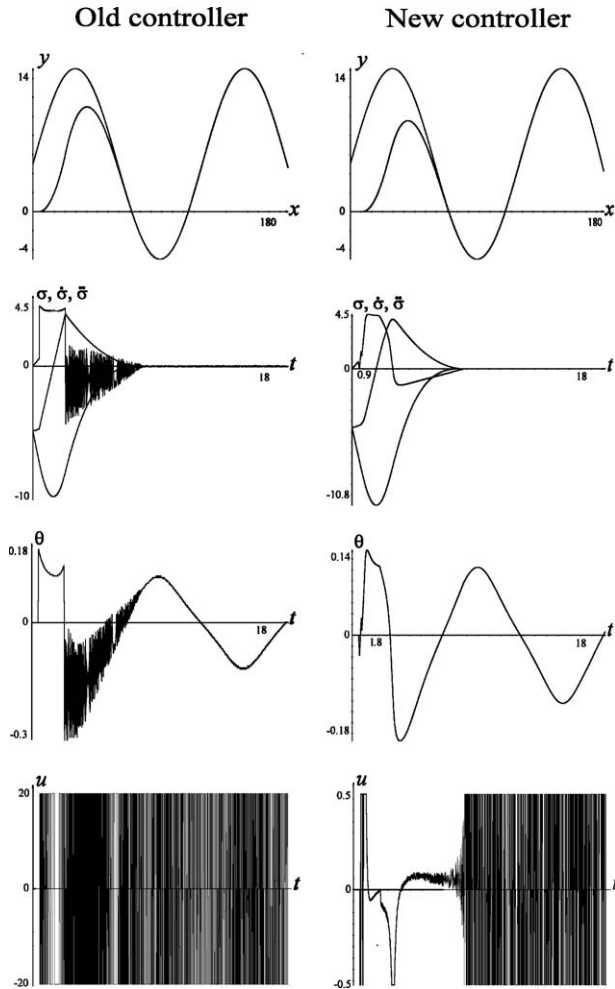 Old controller
New controller
y
14
0
-4
180
x
y
14
0
-4
180
x
σ, σ̇, σ̈
4.5
0
-10
18
t
σ, σ̇, σ̈
4.5
0
0.9
-10.8
18
t
θ
0.18
0
-0.3
18
t
θ
0.14
0
1.8
-0.18
18
t
u
20
0
-20
t
u
0.5
0
-0.5
t